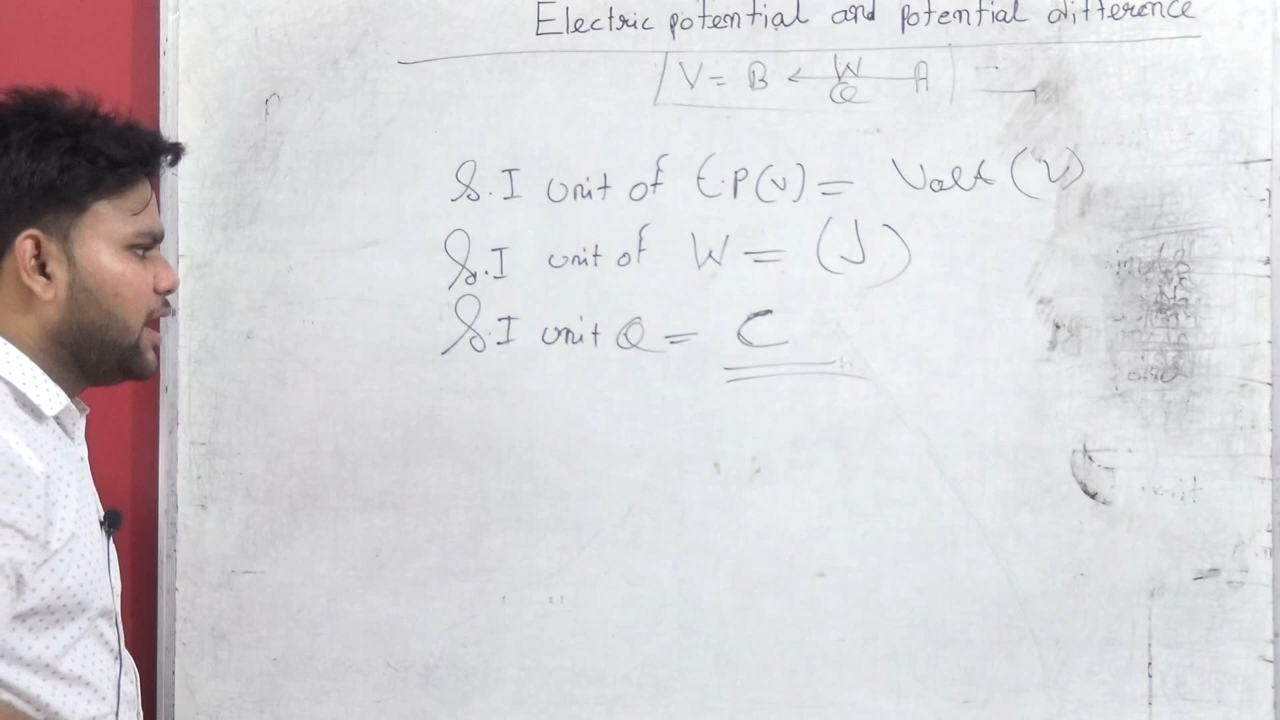 Electric potential and potential difference
V = B ← W/Q A
S.I unit of E.P(V) = Volt (V)
S.I unit of W = (J)
S.I unit Q = C